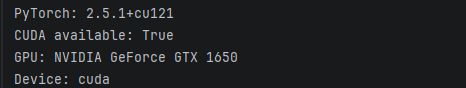 PyTorch: 2.5.1+cu121
CUDA available: True
GPU: NVIDIA GeForce GTX 1650
Device: cuda